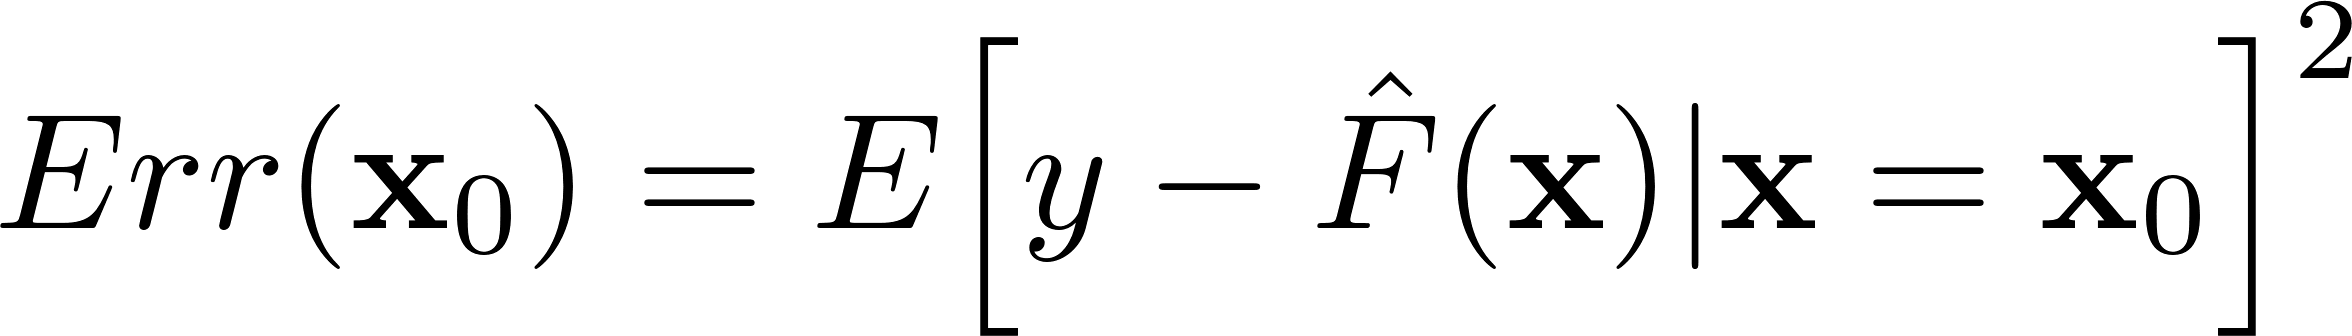 Err(𝐱₀) = E[y − F̂(𝐱)|𝐱 = 𝐱₀]²